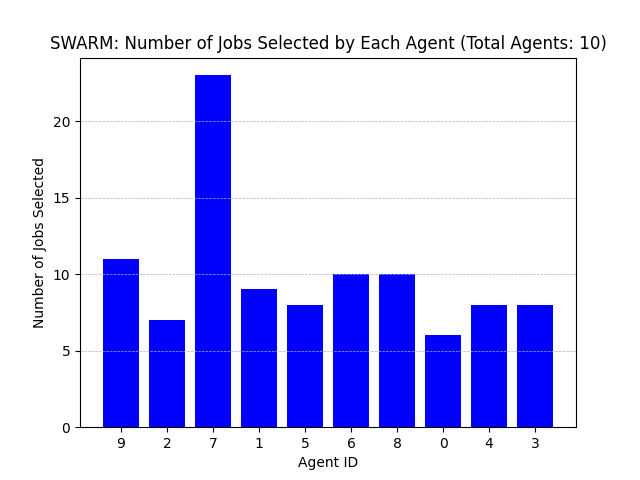 SWARM: Number of Jobs Selected by Each Agent (Total Agents: 10)
Number of Jobs Selected
20
15
10
5
0
9 2 7 1 5 6 8 0 4 3
Agent ID